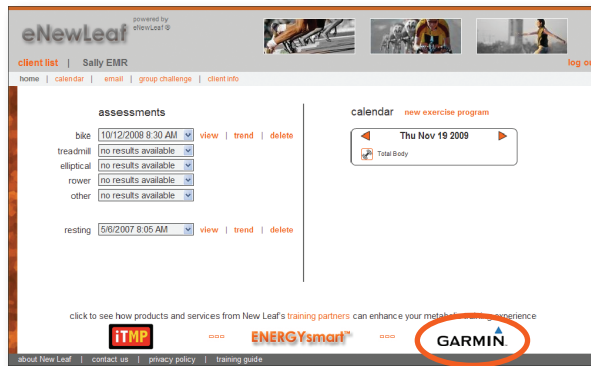 powered by
eNewLeaf eNewLeaf ®
client list | Sally EMR log ou
home | calendar | email | group challenge | client info
assessments
bike 10/12/2008 8:30 AM view | trend | delete
treadmill no results available
elliptical no results available
rower no results available
other no results available
resting 5/6/2007 8:05 AM view | trend | delete
calendar new exercise program
Thu Nov 19 2009
Total Body
click to see how products and services from New Leaf's training partners can enhance your metabolic training experience
iTMP ENERGYsmart™ GARMIN.
about New Leaf | contact us | privacy policy | training guide